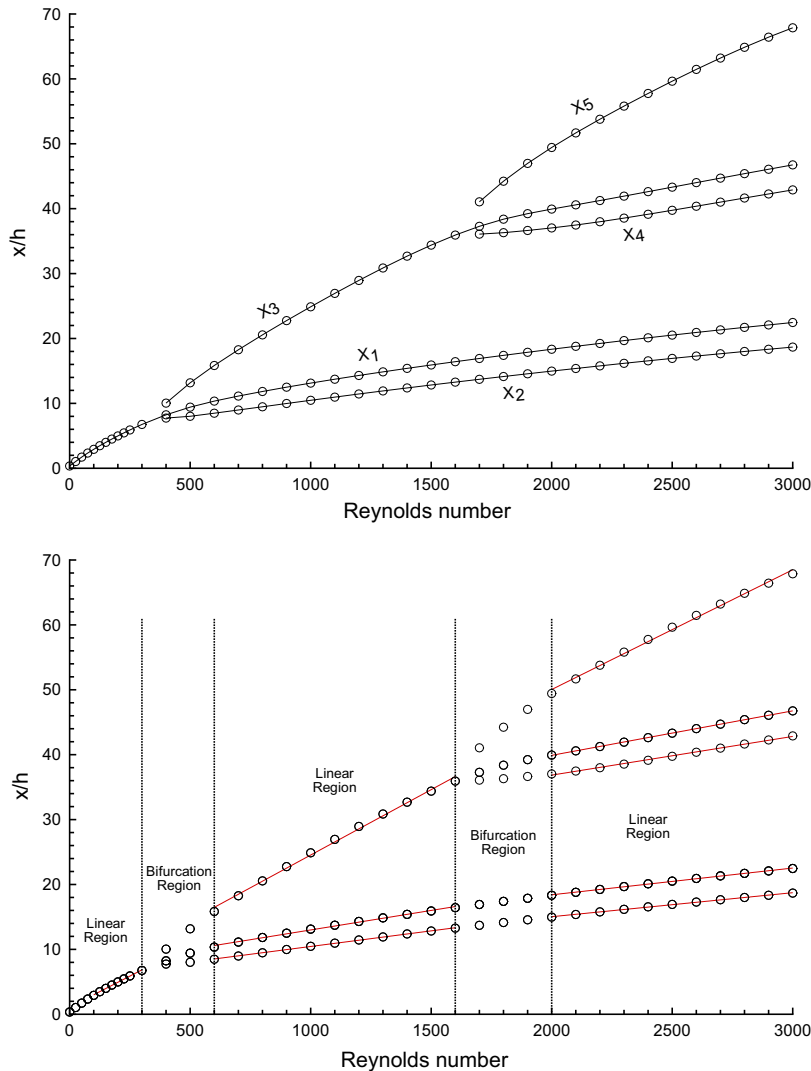 70
60
50
40
30
20
10
0
x/h
X5
X4
X3
X1
X2
0 500 1000 1500 2000 2500 3000
Reynolds number
70
60
50
40
30
20
10
0
x/h
Linear
Region
Bifurcation
Region
Linear
Region
Bifurcation
Region
Linear
Region
0 500 1000 1500 2000 2500 3000
Reynolds number